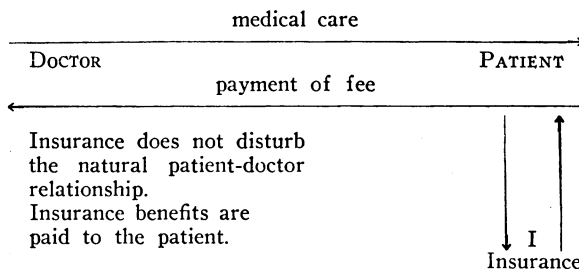 medical care
DOCTOR PATIENT
payment of fee
Insurance does not disturb
the natural patient-doctor
relationship.
Insurance benefits are
paid to the patient.
I
Insurance